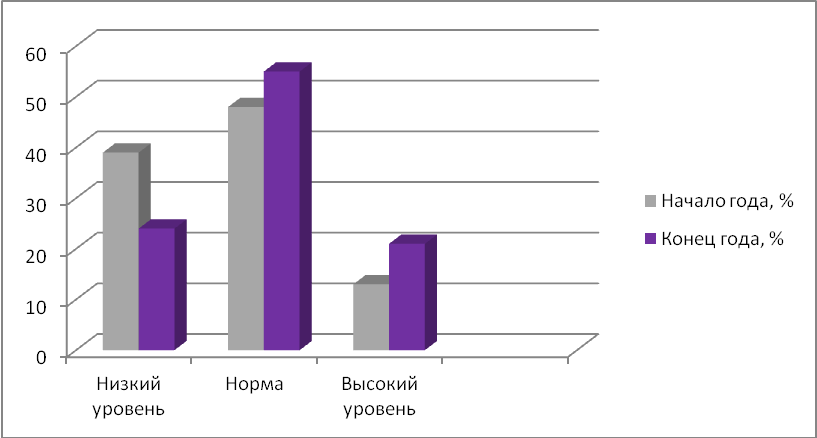 60
50
40
30
20
10
0
Низкий
уровень
Норма
Высокий
уровень
Начало года, %
Конец года, %